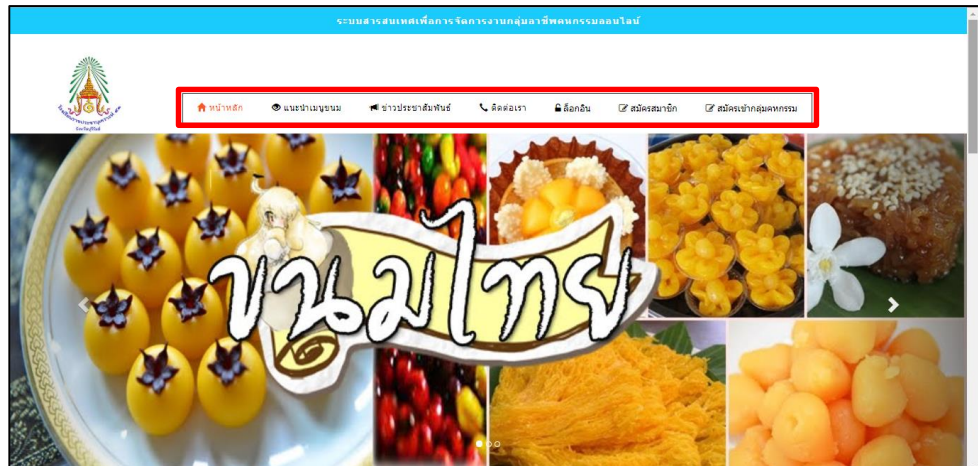 ระบบสารสนเทศเพื่อการจัดการงานกลุ่มอาชีพคหกรรมออนไลน์
หน้าหลัก แนะนำเมนูขนม ข่าวประชาสัมพันธ์ ติดต่อเรา ล็อกอิน สมัครสมาชิก สมัครเข้ากลุ่มคหกรรม
ขนมไทย